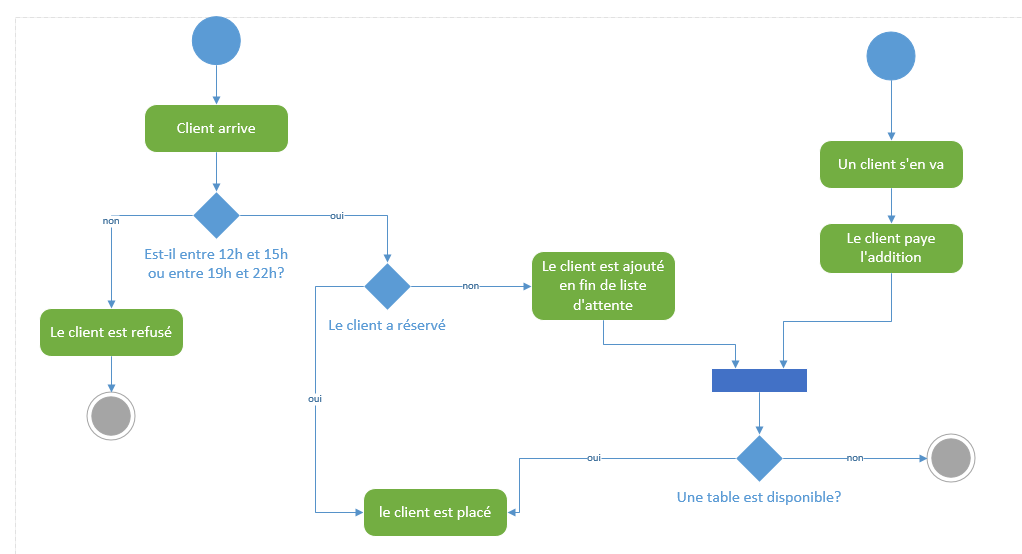 Client arrive
Un client s'en va
non
oui
Est-il entre 12h et 15h
ou entre 19h et 22h?
Le client paye
l'addition
Le client est ajouté
en fin de liste
d'attente
non
Le client a réservé
Le client est refusé
oui
oui
non
Une table est disponible?
le client est placé